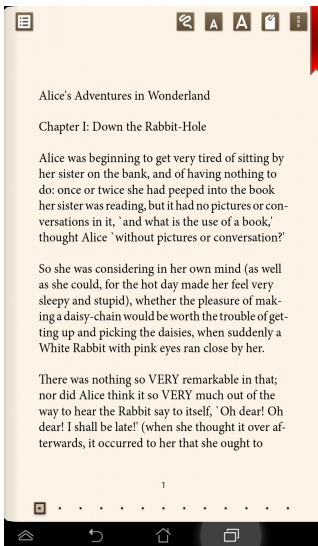 Alice's Adventures in Wonderland
Chapter I: Down the Rabbit-Hole
Alice was beginning to get very tired of sitting by
her sister on the bank, and of having nothing to
do: once or twice she had peeped into the book
her sister was reading, but it had no pictures or con-
versations in it, `and what is the use of a book,'
thought Alice `without pictures or conversation?'
So she was considering in her own mind (as well
as she could, for the hot day made her feel very
sleepy and stupid), whether the pleasure of mak-
ing a daisy-chain would be worth the trouble of get-
ting up and picking the daisies, when suddenly a
White Rabbit with pink eyes ran close by her.
There was nothing so VERY remarkable in that;
nor did Alice think it so VERY much out of the
way to hear the Rabbit say to itself, `Oh dear! Oh
dear! I shall be late!' (when she thought it over af-
terwards, it occurred to her that she ought to
1